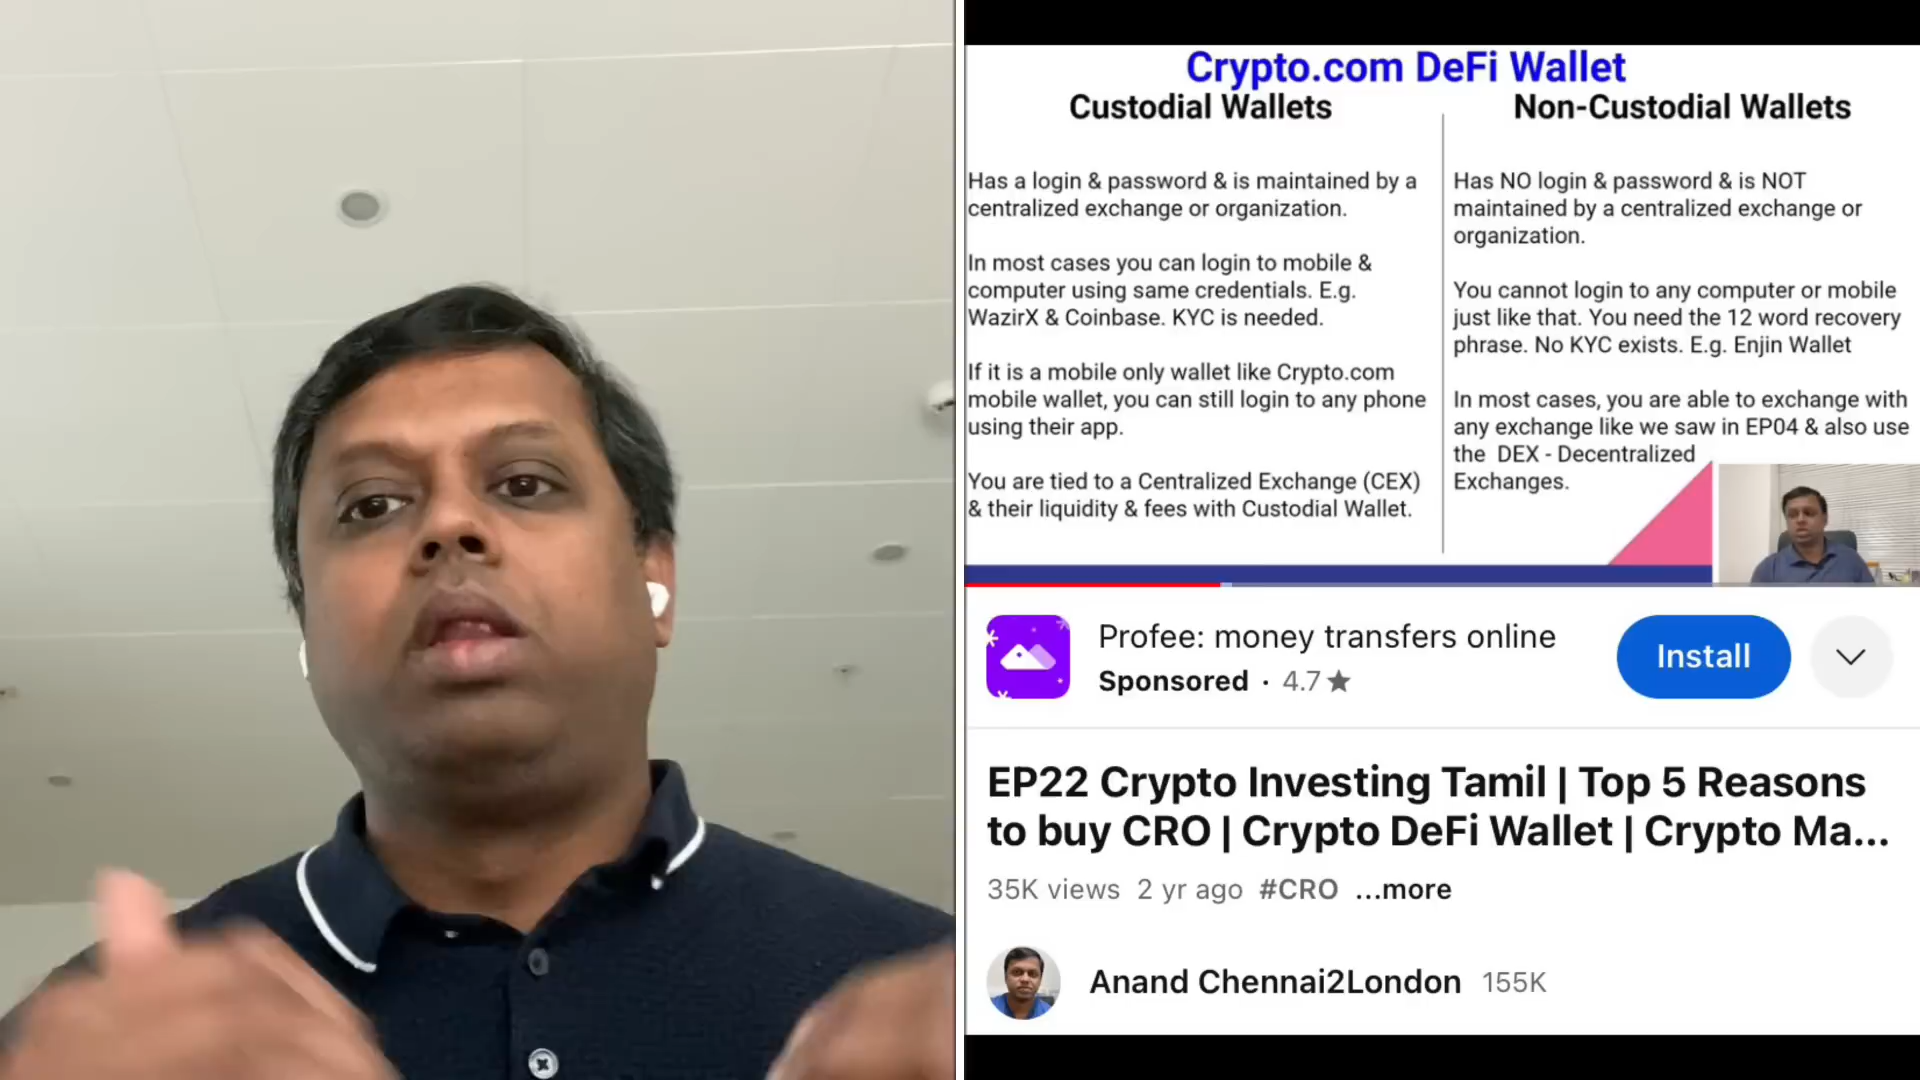 Crypto.com DeFi Wallet
Custodial Wallets
Has a login & password & is maintained by a
centralized exchange or organization.
In most cases you can login to mobile &
computer using same credentials. E.g.
WazirX & Coinbase. KYC is needed.
If it is a mobile only wallet like Crypto.com
mobile wallet, you can still login to any phone
using their app.
You are tied to a Centralized Exchange (CEX)
& their liquidity & fees with Custodial Wallet.
Non-Custodial Wallets
Has NO login & password & is NOT
maintained by a centralized exchange or
organization.
You cannot login to any computer or mobile
just like that. You need the 12 word recovery
phrase. No KYC exists. E.g. Enjin Wallet
In most cases, you are able to exchange with
any exchange like we saw in EP04 & also use
the DEX - Decentralized
Exchanges.
Profee: money transfers online
Sponsored · 4.7★
Install
EP22 Crypto Investing Tamil | Top 5 Reasons
to buy CRO | Crypto DeFi Wallet | Crypto Ma...
35K views 2 yr ago #CRO ...more
Anand Chennai2London 155K